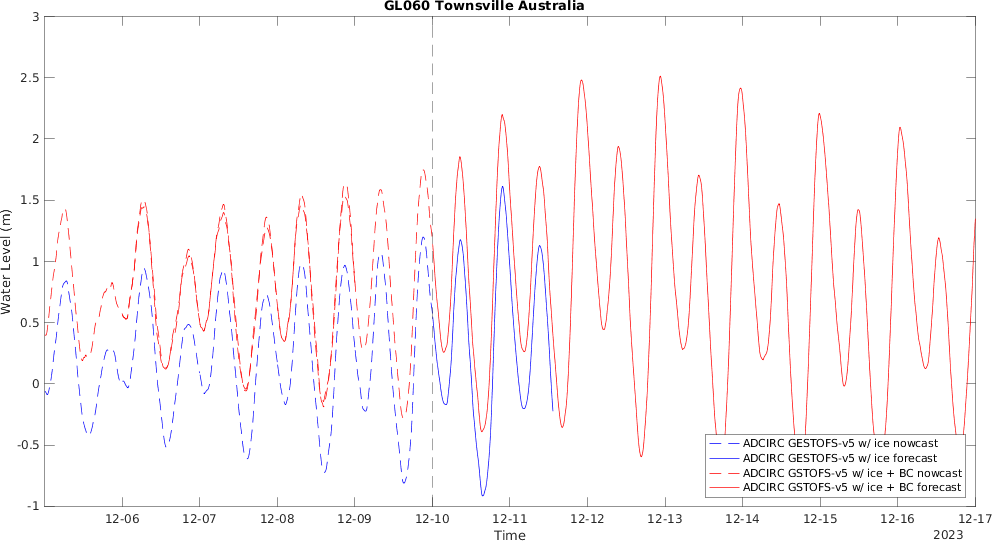 GL060 Townsville Australia
Water Level (m)
3
2.5
2
1.5
1
0.5
0
-0.5
-1
ADCIRC GESTOFS-v5 w/ ice nowcast
ADCIRC GESTOFS-v5 w/ ice forecast
ADCIRC GSTOFS-v5 w/ ice + BC nowcast
ADCIRC GSTOFS-v5 w/ ice + BC forecast
12-06 12-07 12-08 12-09 12-10 12-11 12-12 12-13 12-14 12-15 12-16 12-17
Time
2023